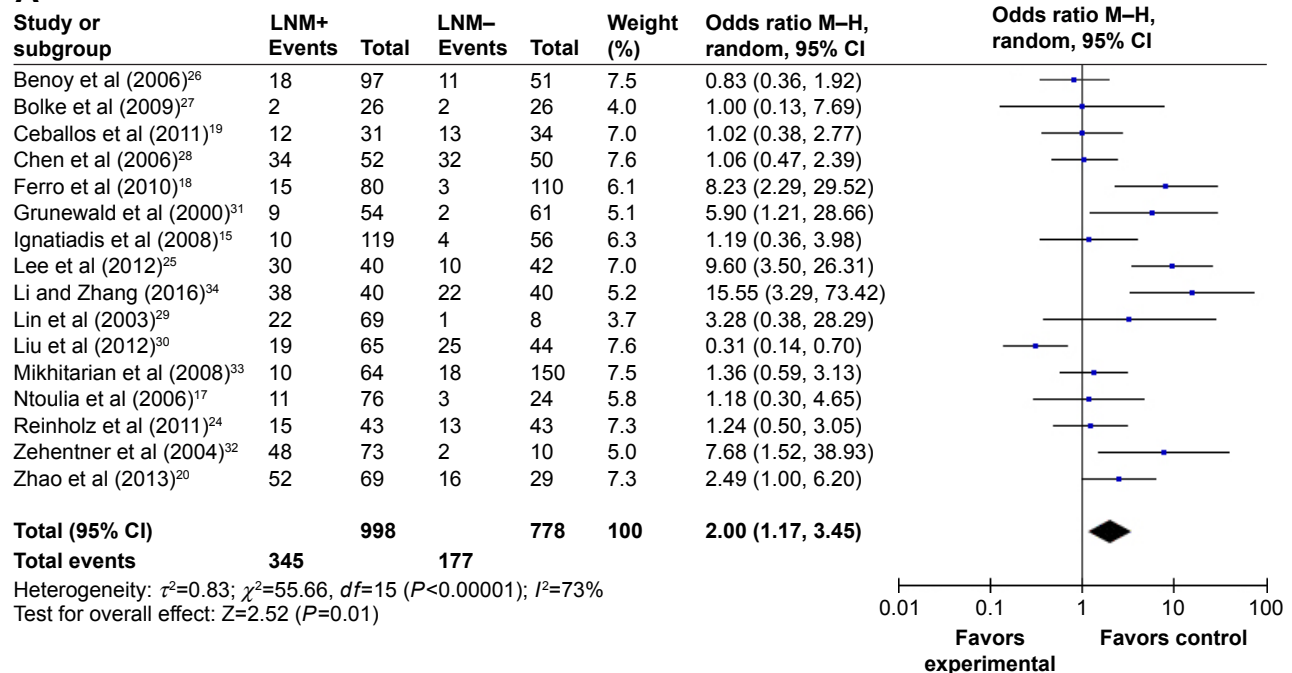 Study or subgroup LNM+ Events Total LNM– Events Total Weight (%) Odds ratio M–H, random, 95% CI Odds ratio M–H, random, 95% CI
Benoy et al (2006)26 18 97 11 51 7.5 0.83 (0.36, 1.92)
Bolke et al (2009)27 2 26 2 26 4.0 1.00 (0.13, 7.69)
Ceballos et al (2011)19 12 31 13 34 7.0 1.02 (0.38, 2.77)
Chen et al (2006)28 34 52 32 50 7.6 1.06 (0.47, 2.39)
Ferro et al (2010)18 15 80 3 110 6.1 8.23 (2.29, 29.52)
Grunewald et al (2000)31 9 54 2 61 5.1 5.90 (1.21, 28.66)
Ignatiadis et al (2008)15 10 119 4 56 6.3 1.19 (0.36, 3.98)
Lee et al (2012)25 30 40 10 42 7.0 9.60 (3.50, 26.31)
Li and Zhang (2016)34 38 40 22 40 5.2 15.55 (3.29, 73.42)
Lin et al (2003)29 22 69 1 8 3.7 3.28 (0.38, 28.29)
Liu et al (2012)30 19 65 25 44 7.6 0.31 (0.14, 0.70)
Mikhitarian et al (2008)33 10 64 18 150 7.5 1.36 (0.59, 3.13)
Ntoulia et al (2006)17 11 76 3 24 5.8 1.18 (0.30, 4.65)
Reinholz et al (2011)24 15 43 13 43 7.3 1.24 (0.50, 3.05)
Zehentner et al (2004)32 48 73 2 10 5.0 7.68 (1.52, 38.93)
Zhao et al (2013)20 52 69 16 29 7.3 2.49 (1.00, 6.20)
Total (95% CI) 998 778 100 2.00 (1.17, 3.45)
Total events 345 177
Heterogeneity: τ²=0.83; χ²=55.66, df=15 (P<0.00001); I²=73%
Test for overall effect: Z=2.52 (P=0.01)
0.01 0.1 1 10 100
Favors experimental Favors control